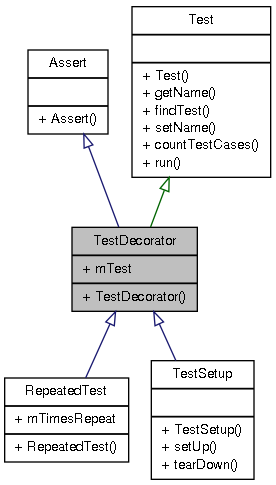 Test
+ Test()
+ getName()
+ findTest()
+ setName()
+ countTestCases()
+ run()
Assert
+ Assert()
TestDecorator
+ mTest
+ TestDecorator()
RepeatedTest
+ mTimesRepeat
+ RepeatedTest()
TestSetup
+ TestSetup()
+ setUp()
+ tearDown()